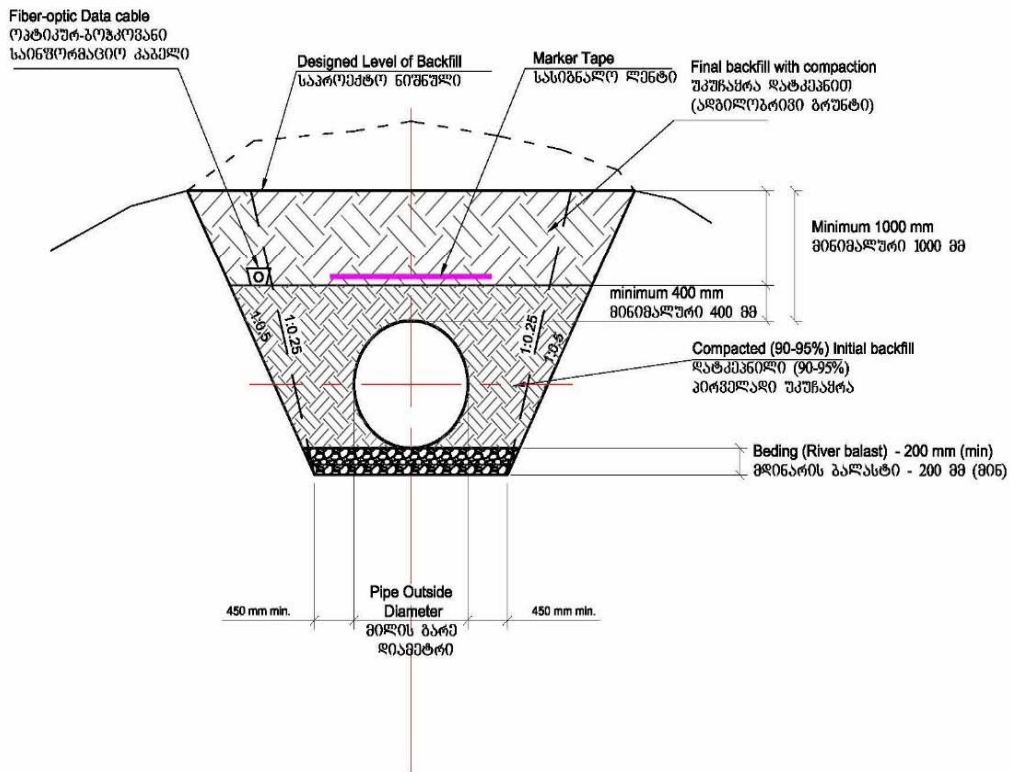 Fiber-optic Data cable
ოპტიკურ-ბოჭკოვანი
საინფორმაციო კაბელი
Designed Level of Backfill
საპროექტო ნიშნული
Marker Tape
სასიგნალო ლენტი
Final backfill with compaction
უკუჩაყრა დატკეპნით
(ადგილობრივი გრუნტი)
Minimum 1000 mm
მინიმალური 1000 მმ
minimum 400 mm
მინიმალური 400 მმ
1:0.5
1:0.25
1:0.25
1:0.5
Compacted (90-95%) Initial backfill
დატკეპნილი (90-95%)
პირველადი უკუჩაყრა
Beding (River balast) - 200 mm (min)
მდინარის ბალასტი - 200 მმ (მინ)
450 mm min.
Pipe Outside
Diameter
მილის გარე
დიამეტრი
450 mm min.